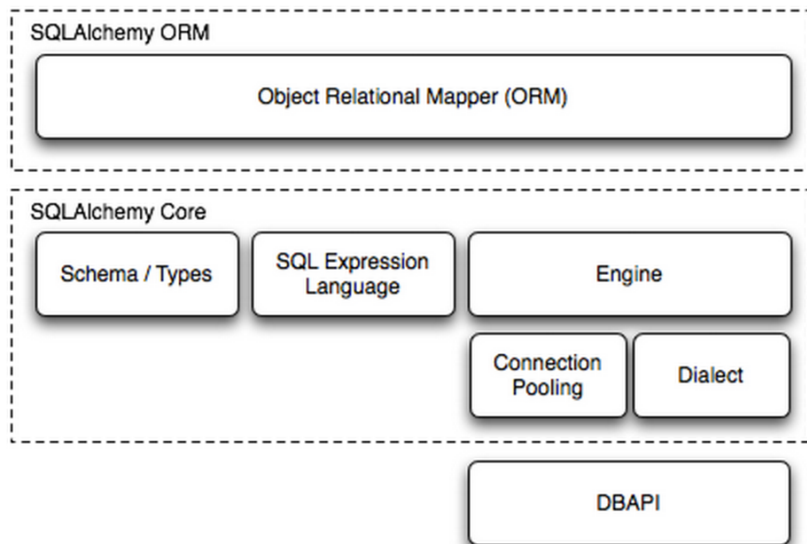 SQLAlchemy ORM
Object Relational Mapper (ORM)
SQLAlchemy Core
Schema / Types
SQL Expression
Language
Engine
Connection
Pooling
Dialect
DBAPI